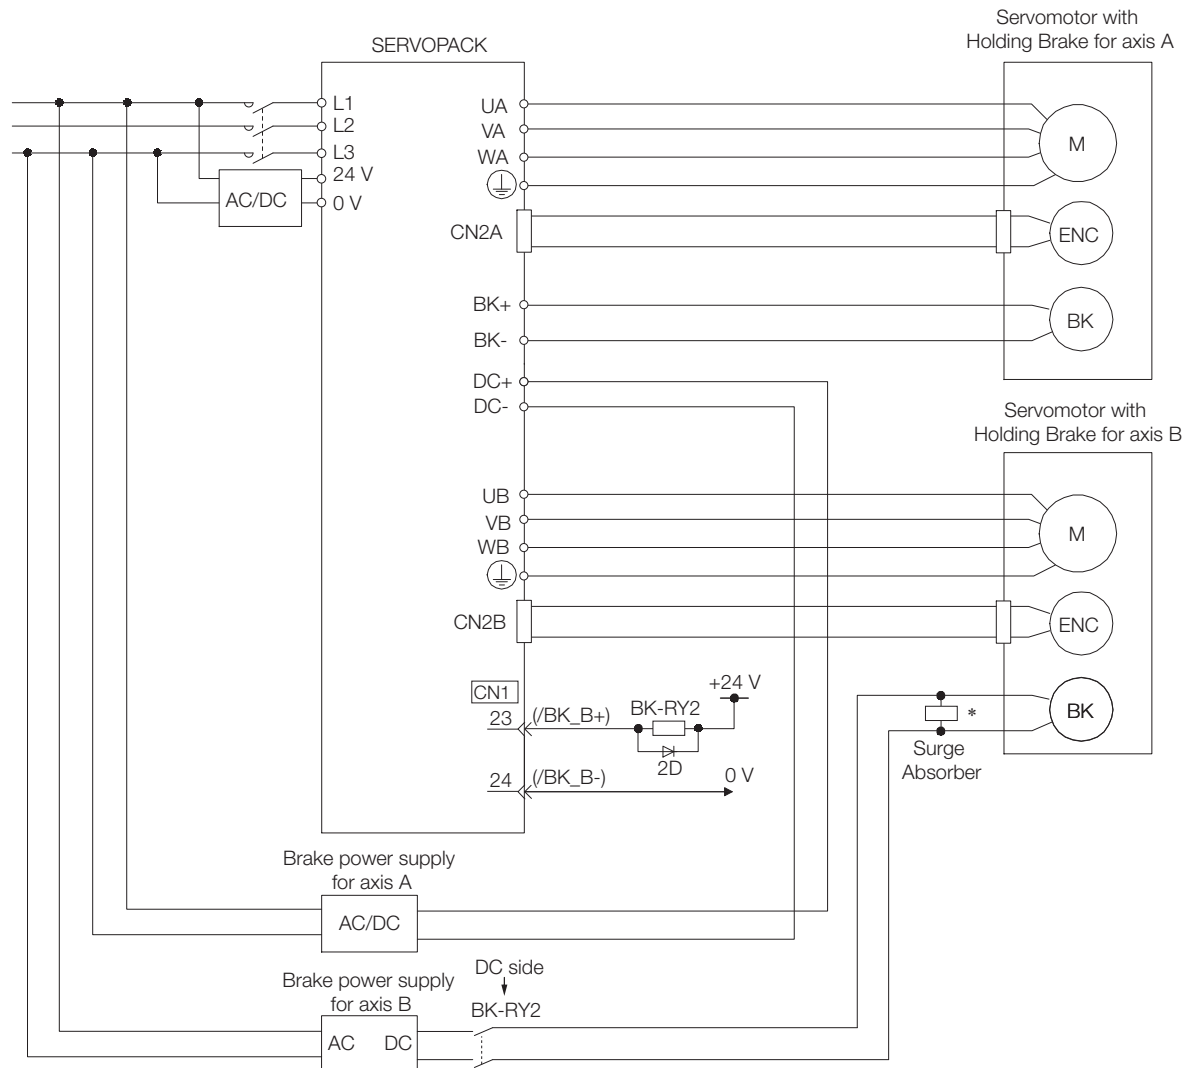 Servomotor with
Holding Brake for axis A
SERVOPACK
L1
L2
L3
24 V
0 V
AC/DC
UA
VA
WA
M
CN2A
ENC
BK+
BK-
BK
DC+
DC-
Servomotor with
Holding Brake for axis B
UB
VB
WB
M
CN2B
ENC
CN1
23
(/BK_B+)
BK-RY2
+24 V
2D
24
(/BK_B-)
0 V
*
BK
Surge
Absorber
Brake power supply
for axis A
AC/DC
Brake power supply
for axis B
AC DC
DC side
BK-RY2